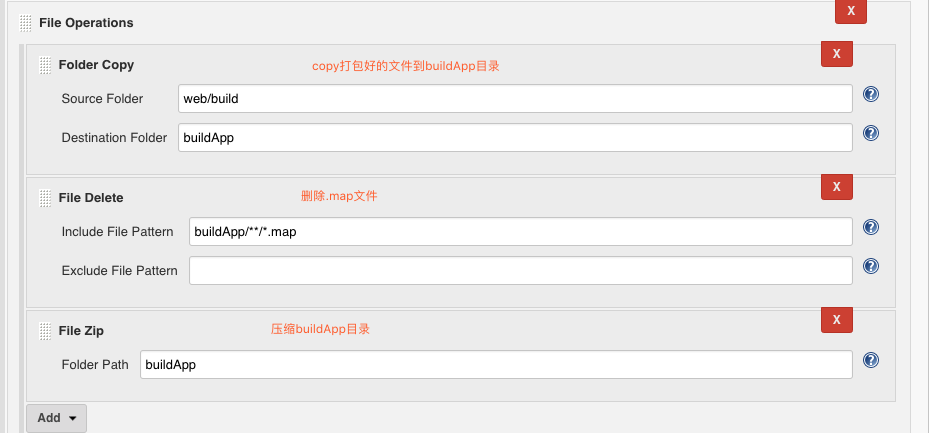 File Operations
X
Folder Copy
copy打包好的文件到buildApp目录
X
Source Folder
web/build
?
Destination Folder
buildApp
?
File Delete
删除.map文件
X
Include File Pattern
buildApp/**/*.map
?
Exclude File Pattern
?
File Zip
压缩buildApp目录
X
Folder Path
buildApp
?
Add